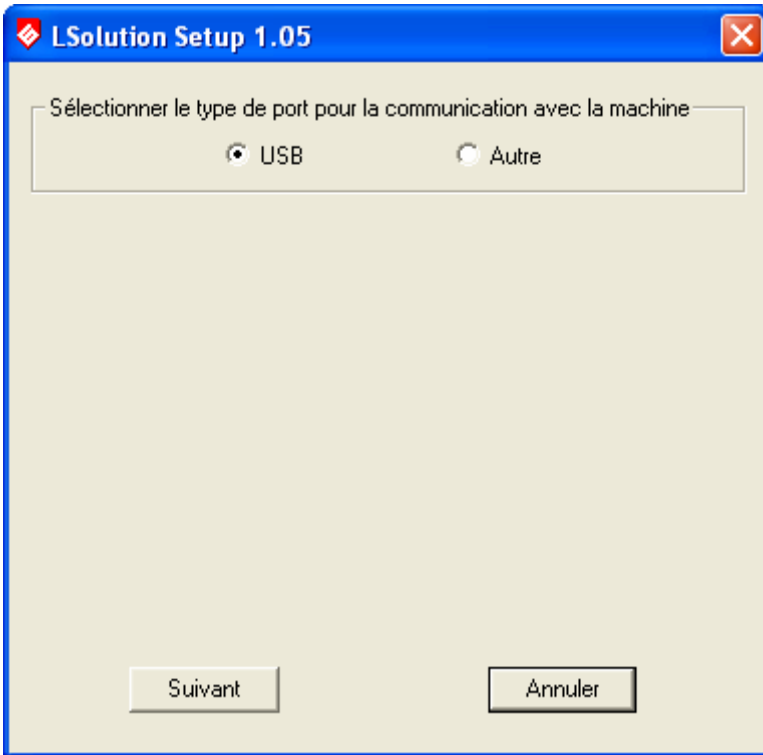 LSolution Setup 1.05
Sélectionner le type de port pour la communication avec la machine
USB Autre
Suivant Annuler